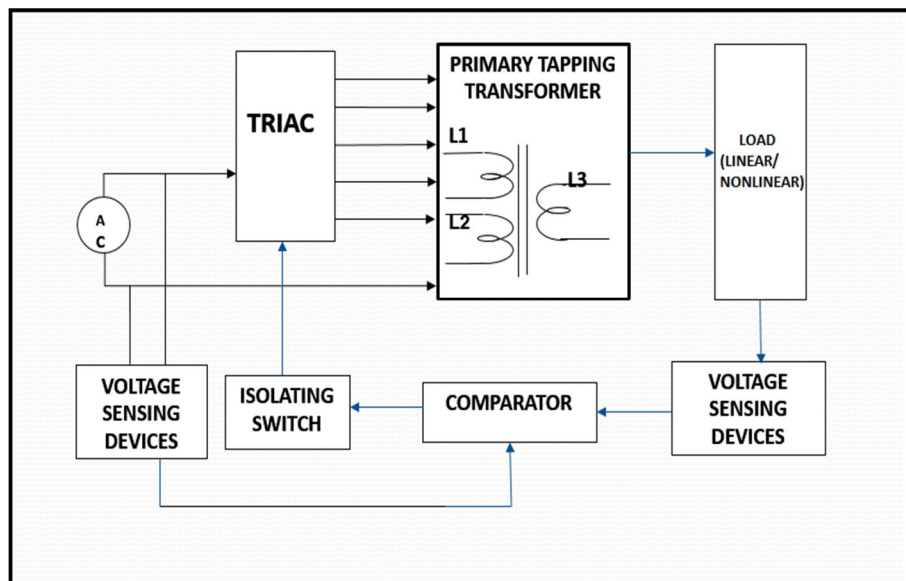 TRIAC
PRIMARY TAPPING
TRANSFORMER
L1
L2
L3
LOAD
(LINEAR/
NONLINEAR)
A
C
VOLTAGE
SENSING
DEVICES
ISOLATING
SWITCH
COMPARATOR
VOLTAGE
SENSING
DEVICES